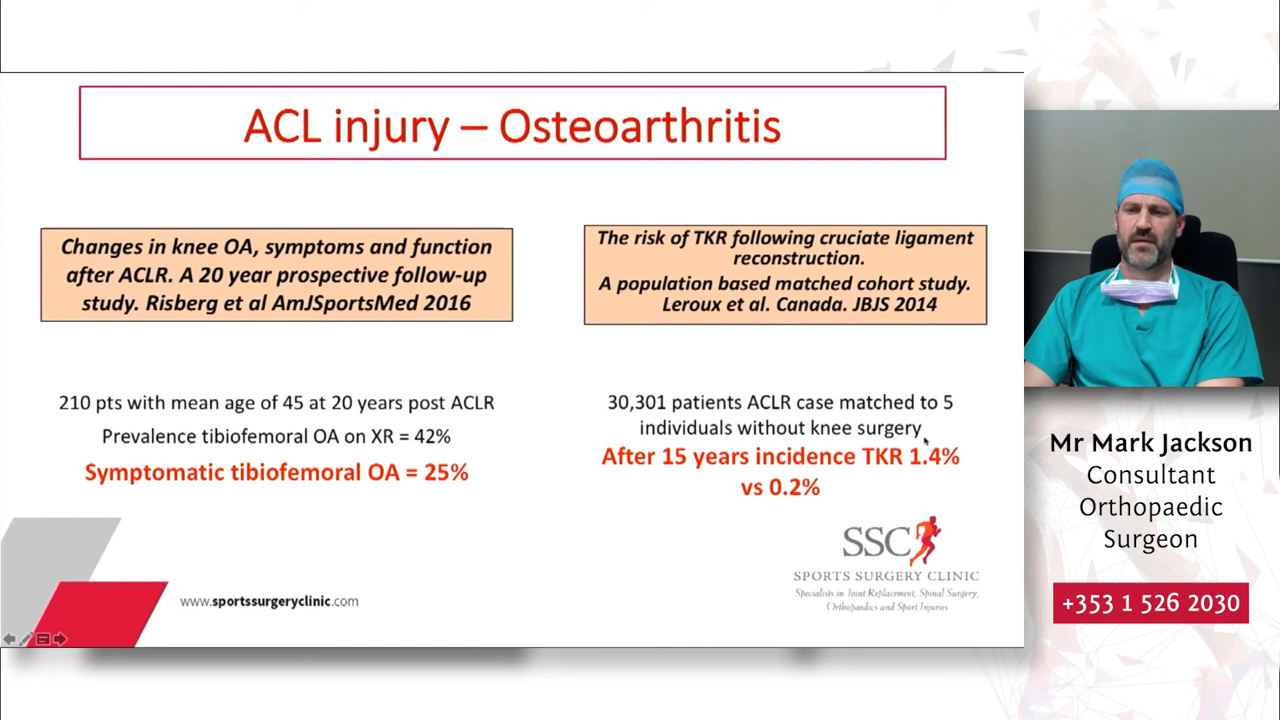 ACL injury – Osteoarthritis
Changes in knee OA, symptoms and function
after ACLR. A 20 year prospective follow-up
study. Risberg et al AmJSportsMed 2016
210 pts with mean age of 45 at 20 years post ACLR
Prevalence tibiofemoral OA on XR = 42%
Symptomatic tibiofemoral OA = 25%
The risk of TKR following cruciate ligament
reconstruction.
A population based matched cohort study.
Leroux et al. Canada. JBJS 2014
30,301 patients ACLR case matched to 5
individuals without knee surgery
After 15 years incidence TKR 1.4%
vs 0.2%
www.sportssurgeryclinic.com
SSC
SPORTS SURGERY CLINIC
Specialists in Joint Replacement, Spinal Surgery,
Orthopaedics and Sport Injuries
Mr Mark Jackson
Consultant
Orthopaedic
Surgeon
+353 1 526 2030